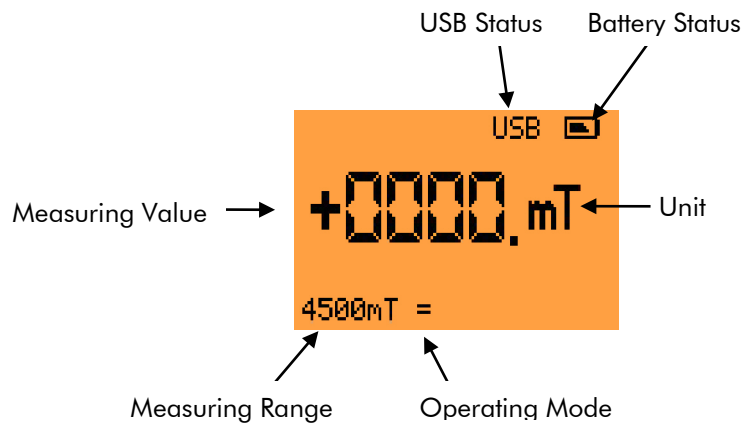 USB Status Battery Status
USB
Measuring Value +0000. mT Unit
4500mT =
Measuring Range Operating Mode